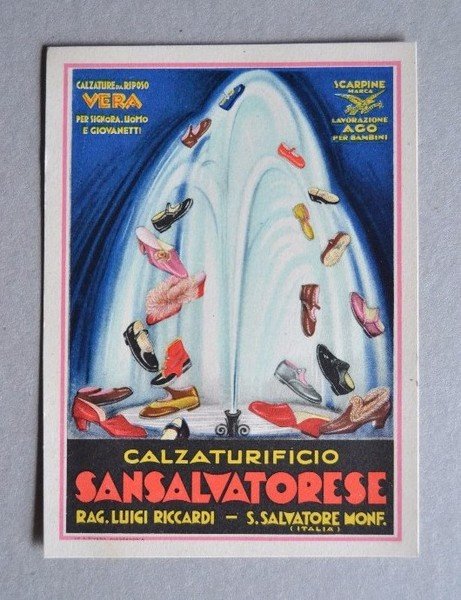 CALZATURE DA RIPOSO
VERA
PER SIGNORA. UOMO
E GIOVANETTI
SCARPINE
MARCA
LAVORAZIONE
AGO
PER BAMBINI
CALZATURIFICIO
SANSALVATORESE
RAG. LUIGI RICCARDI — S. SALVATORE MONF.
(ITALIA)